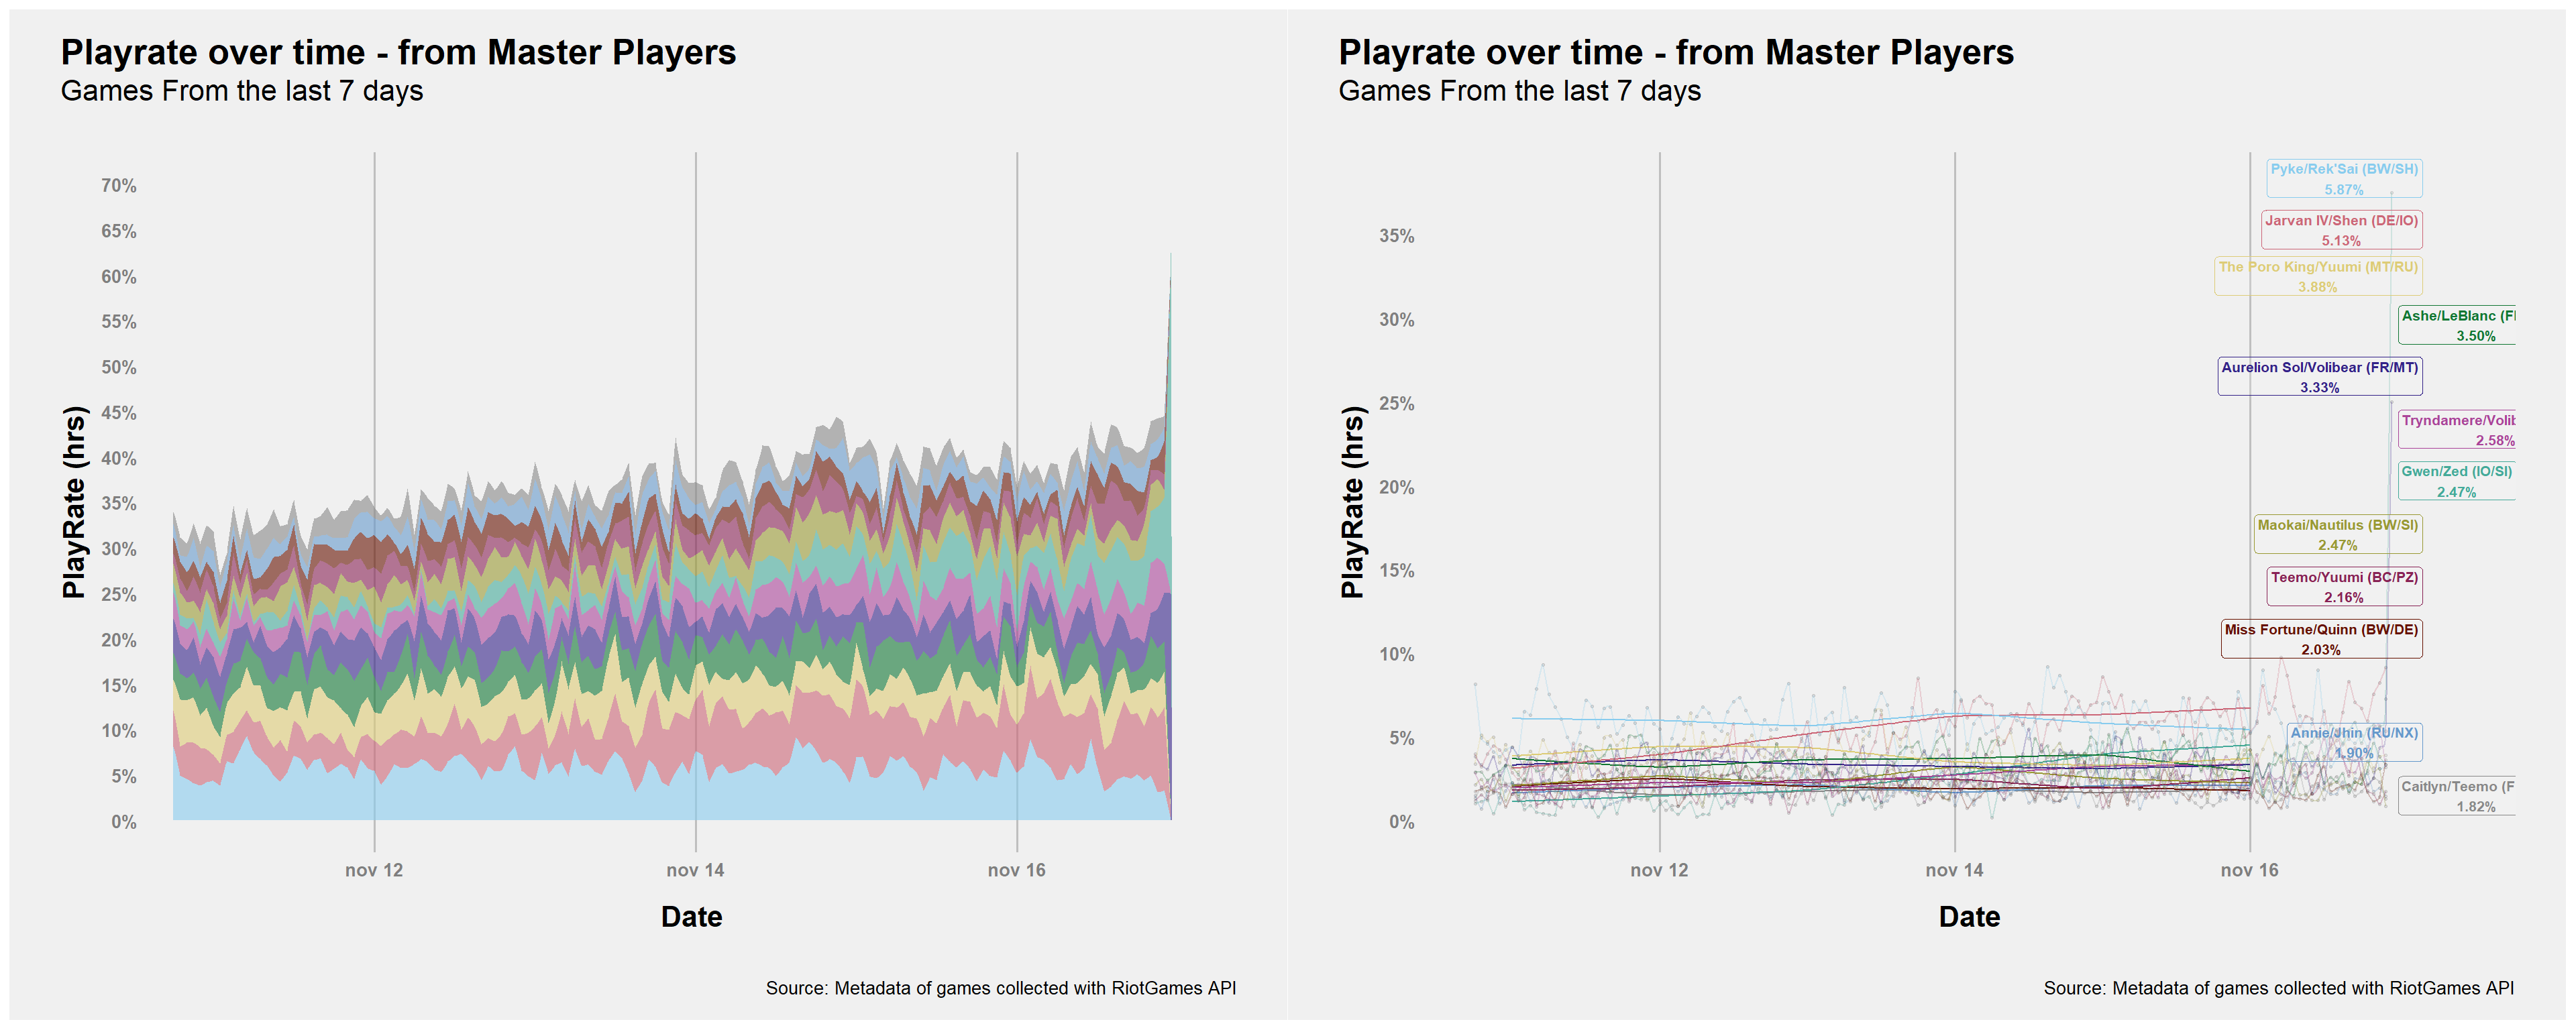 Playrate over time - from Master Players
Games From the last 7 days
PlayRate (hrs)
70%
65%
60%
55%
50%
45%
40%
35%
30%
25%
20%
15%
10%
5%
0%
nov 12
nov 14
nov 16
Date
Source: Metadata of games collected with RiotGames API
Playrate over time - from Master Players
Games From the last 7 days
PlayRate (hrs)
35%
30%
25%
20%
15%
10%
5%
0%
Pyke/Rek'Sai (BW/SH)
5.87%
Jarvan IV/Shen (DE/IO)
5.13%
The Poro King/Yuumi (MT/RU)
3.88%
Ashe/LeBlanc
3.50%
Aurelion Sol/Volibear (FR/MT)
3.33%
Tryndamere/Volib
2.58%
Gwen/Zed (IO/SI)
2.47%
Maokai/Nautilus (BW/SI)
2.47%
Teemo/Yuumi (BC/PZ)
2.16%
Miss Fortune/Quinn (BW/DE)
2.03%
Annie/Jhin (RU/NX)
1.90%
Caitlyn/Teemo (F
1.82%
nov 12
nov 14
nov 16
Date
Source: Metadata of games collected with RiotGames API